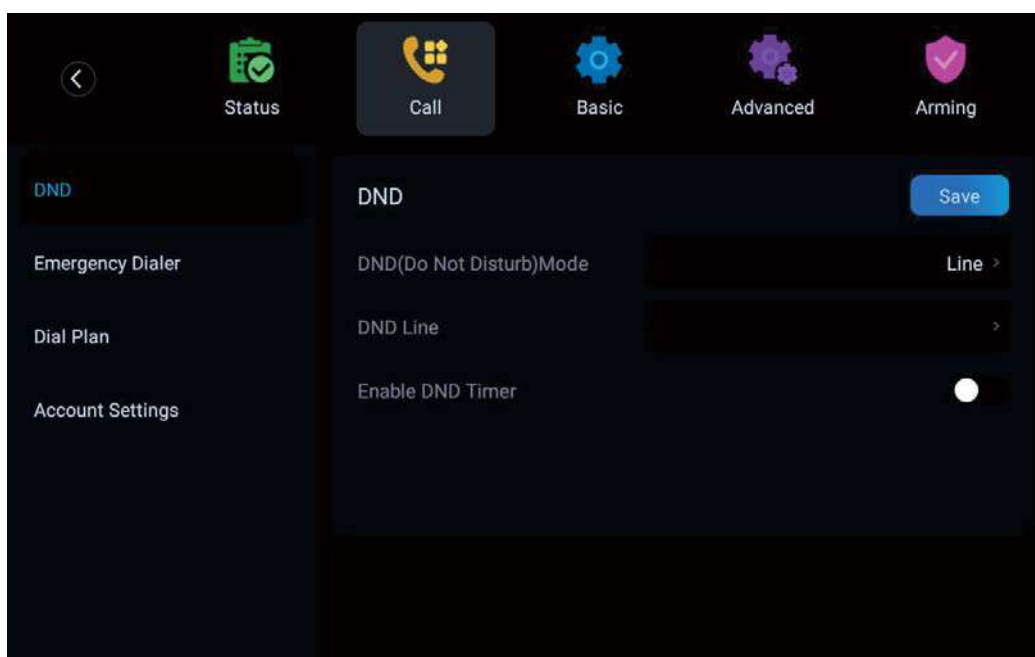 Status
Call
Basic
Advanced
Arming
DND
Emergency Dialer
Dial Plan
Account Settings
DND
Save
DND(Do Not Disturb)Mode
Line
DND Line
Enable DND Timer